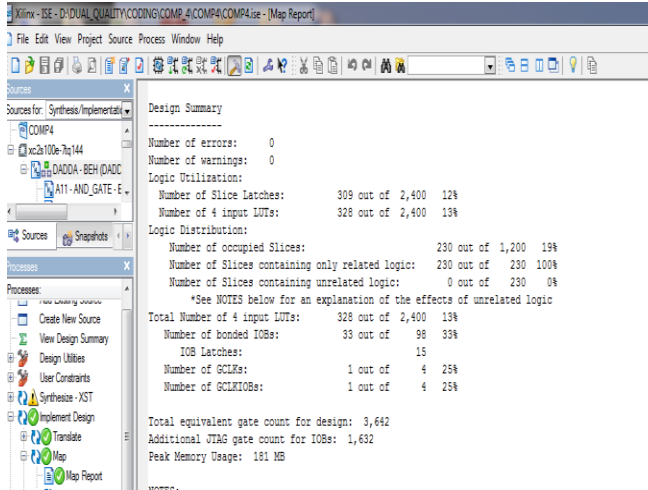 Xilinx - ISE - D:\DUAL_QUALITY\CODING\COMP_4\COMP4\COMP4.ise - [Map Report]
File Edit View Project Source Process Window Help
Sources
Sources for: Synthesis/Implementati
COMP4
xc2s100e-7tq144
DADDA - BEH (DADD
A11 - AND_GATE - E
Sources Snapshots
Processes
Processes:
Add Existing Source
Create New Source
View Design Summary
Design Utilities
User Constraints
Synthesize - XST
Implement Design
Translate
Map
Map Report
Design Summary
--------------
Number of errors: 0
Number of warnings: 0
Logic Utilization:
Number of Slice Latches: 309 out of 2,400 12%
Number of 4 input LUTs: 328 out of 2,400 13%
Logic Distribution:
Number of occupied Slices: 230 out of 1,200 19%
Number of Slices containing only related logic: 230 out of 230 100%
Number of Slices containing unrelated logic: 0 out of 230 0%
*See NOTES below for an explanation of the effects of unrelated logic
Total Number of 4 input LUTs: 328 out of 2,400 13%
Number of bonded IOBs: 33 out of 98 33%
IOB Latches: 15
Number of GCLKs: 1 out of 4 25%
Number of GCLKIOBs: 1 out of 4 25%
Total equivalent gate count for design: 3,642
Additional JTAG gate count for IOBs: 1,632
Peak Memory Usage: 181 MB
NOTES: